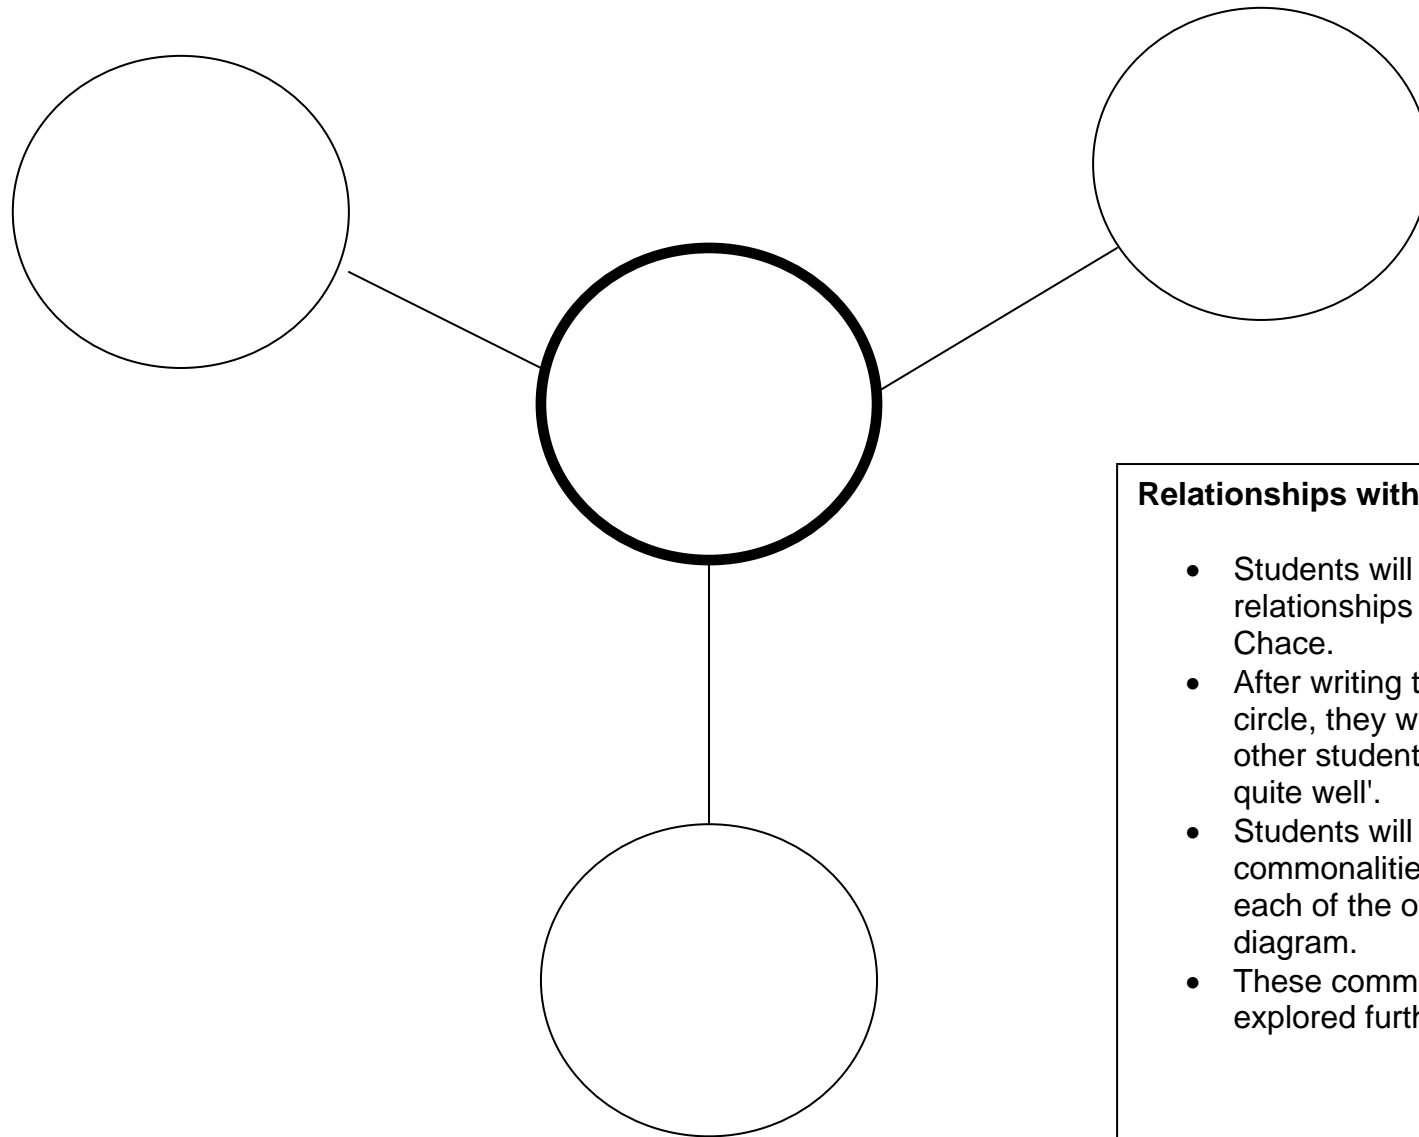 Relationships with
• Students will
relationships
Chace.
• After writing
circle, they
other student
quite well'.
• Students will
commonalitie
each of the
diagram.
• These comm
explored furt